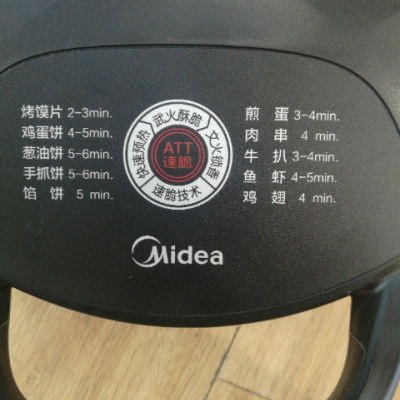 烤馍片 2-3min.
鸡蛋饼 4-5min.
葱油饼 5-6min.
手抓饼 5-6min.
馅 饼 5 min.
武火酥脆
文火锁香
速脆技术
快速预热
ATT
速脆
煎 蛋 3-4min.
肉 串 4 min.
牛 扒 3-4min.
鱼 虾 4-5min.
鸡 翅 4 min.
Midea